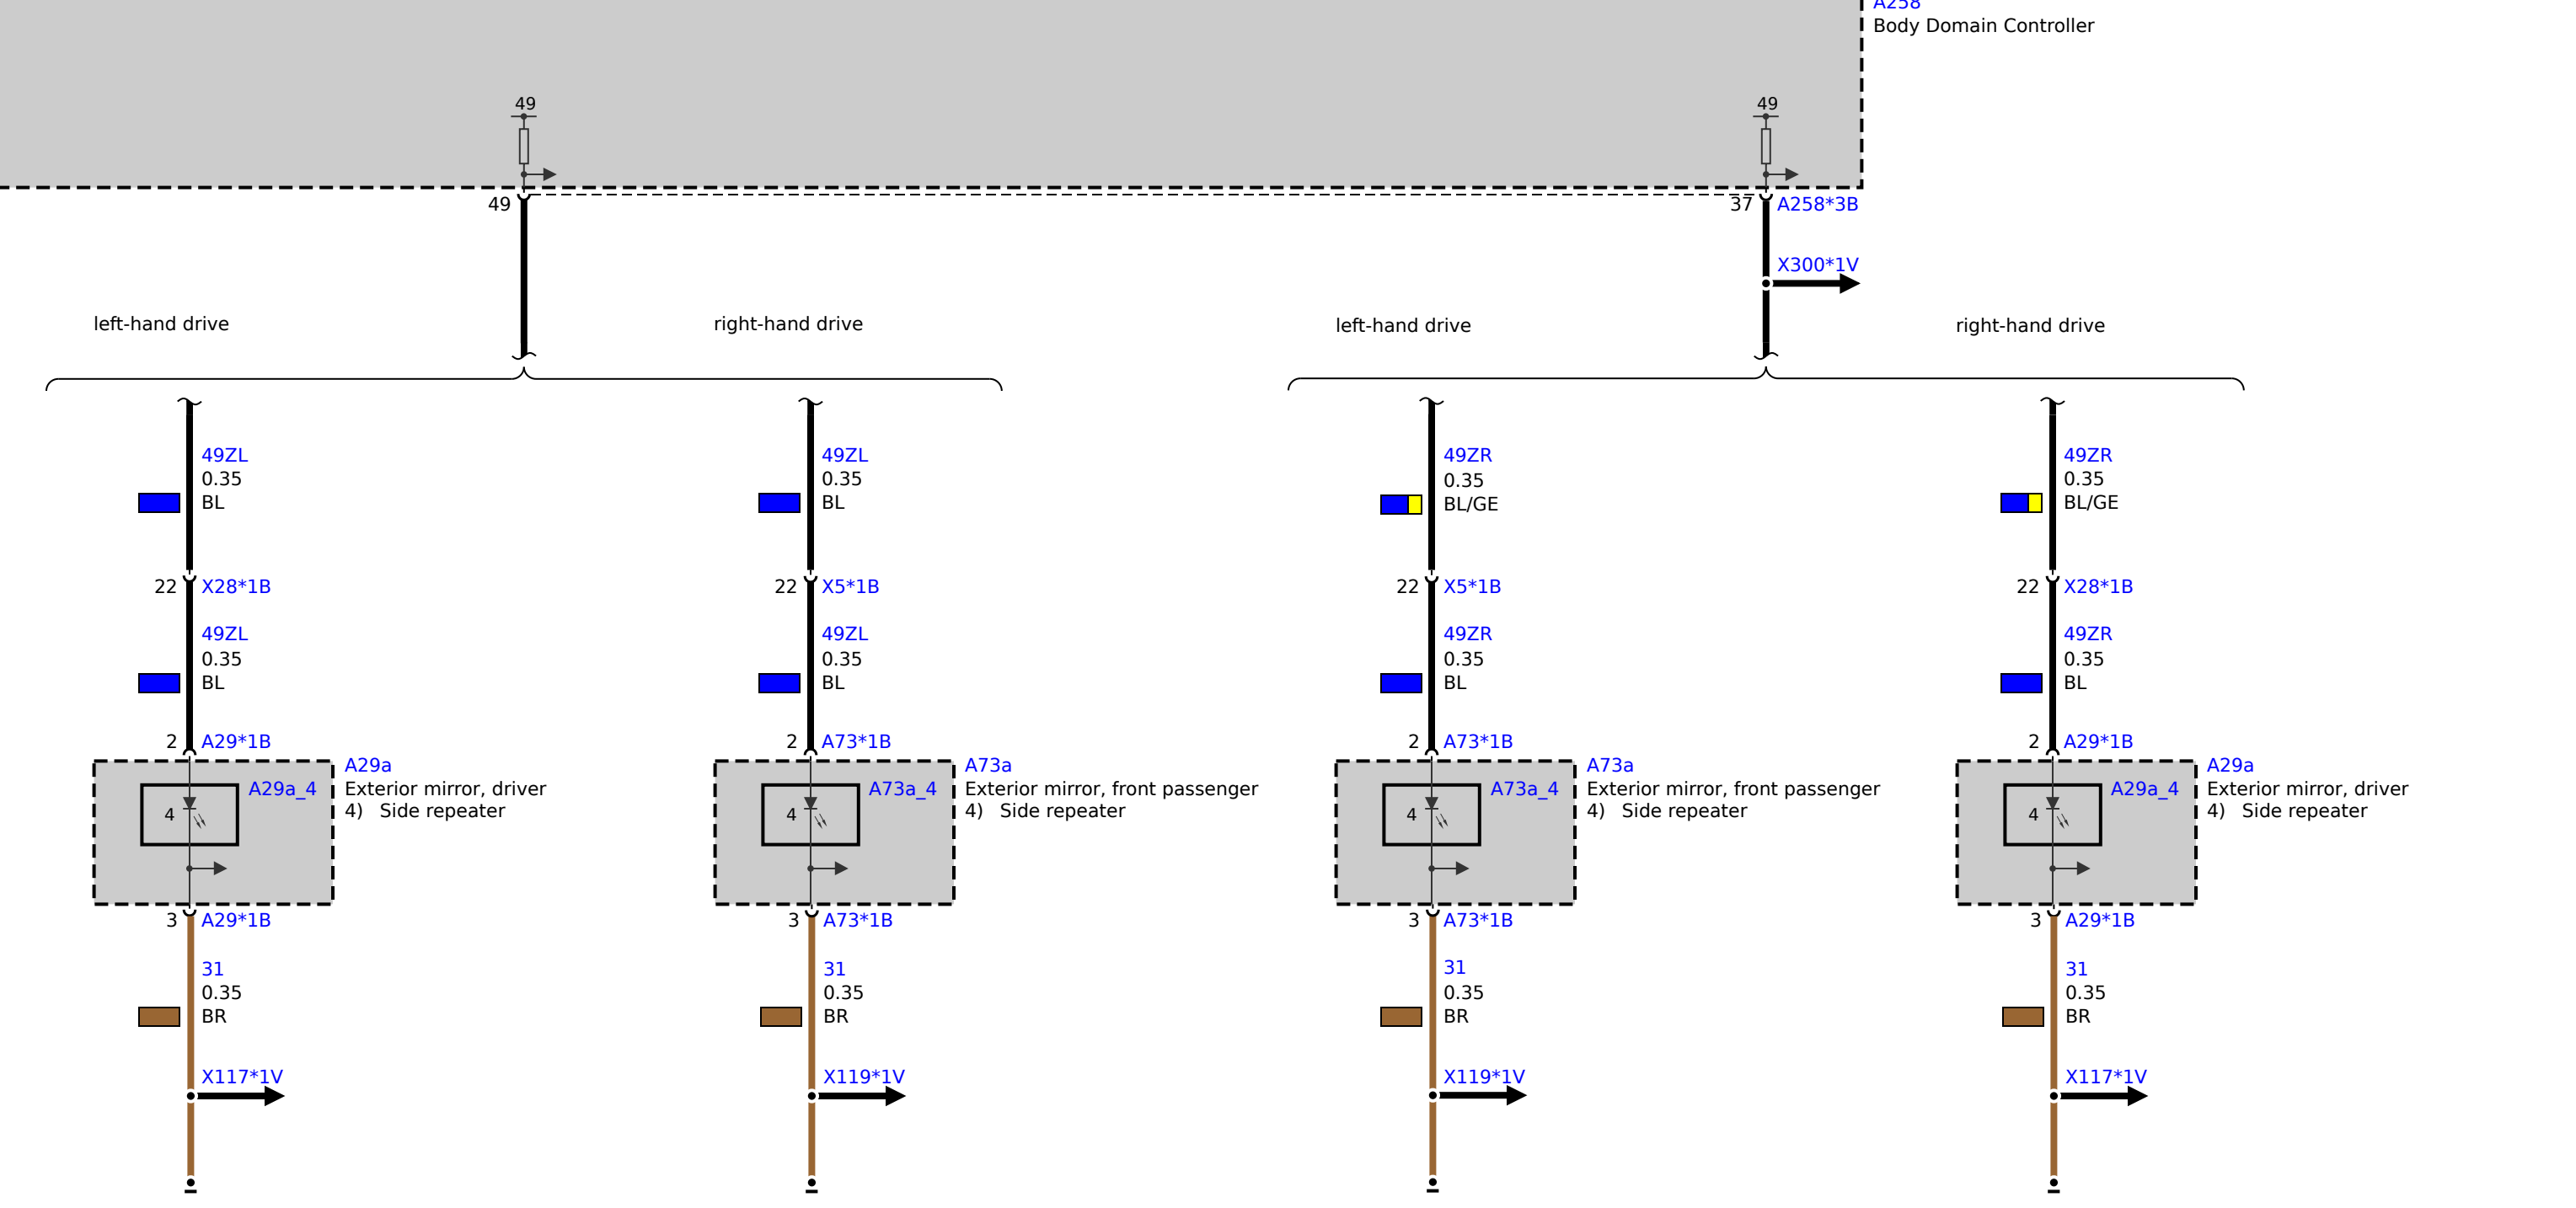 A258
Body Domain Controller
49
49
49
37 A258*3B
X300*1V
left-hand drive
right-hand drive
left-hand drive
right-hand drive
49ZL
0.35
BL
49ZL
0.35
BL
49ZR
0.35
BL/GE
49ZR
0.35
BL/GE
22 X28*1B
22 X5*1B
22 X5*1B
22 X28*1B
49ZL
0.35
BL
49ZL
0.35
BL
49ZR
0.35
BL
49ZR
0.35
BL
2 A29*1B
2 A73*1B
2 A73*1B
2 A29*1B
A29a_4
4
A29a
Exterior mirror, driver
4) Side repeater
A73a_4
4
A73a
Exterior mirror, front passenger
4) Side repeater
A73a_4
4
A73a
Exterior mirror, front passenger
4) Side repeater
A29a_4
4
A29a
Exterior mirror, driver
4) Side repeater
3 A29*1B
3 A73*1B
3 A73*1B
3 A29*1B
31
0.35
BR
31
0.35
BR
31
0.35
BR
31
0.35
BR
X117*1V
X119*1V
X119*1V
X117*1V